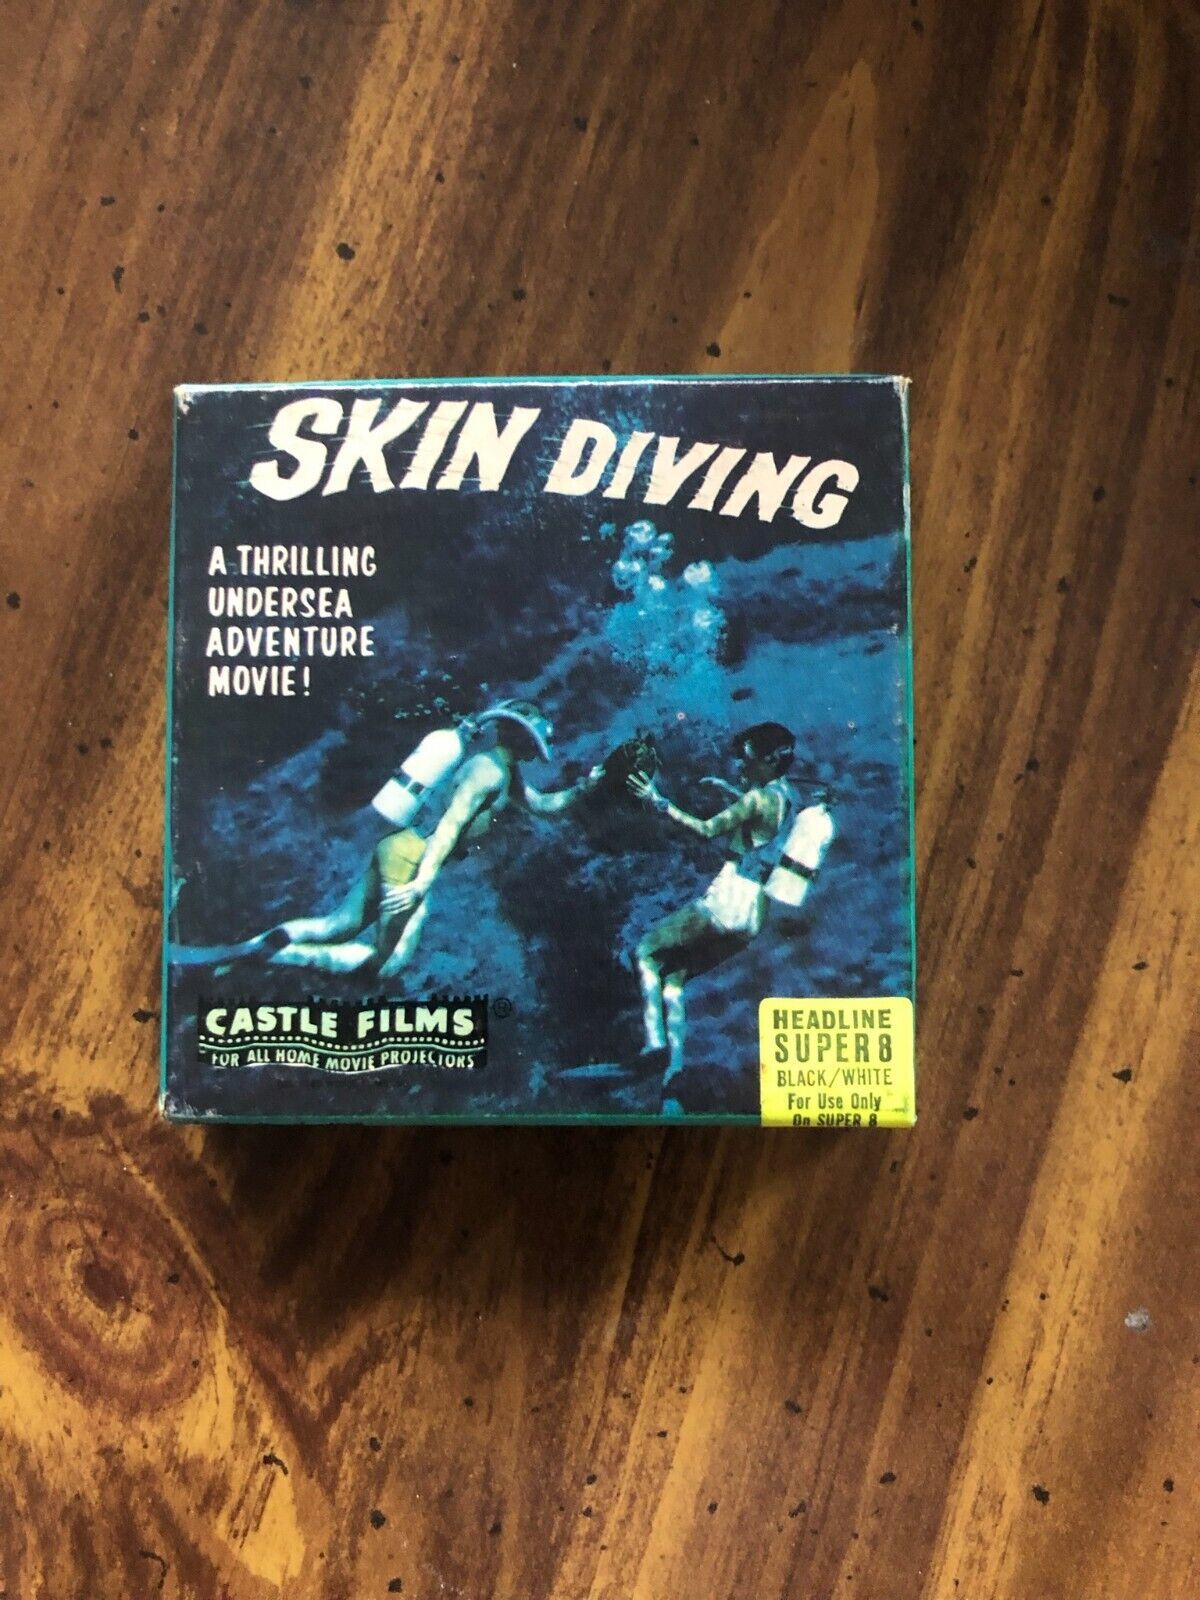 SKIN DIVING
A THRILLING
UNDERSEA
ADVENTURE
MOVIE!
CASTLE FILMS ®
FOR ALL HOME MOVIE PROJECTORS
HEADLINE
SUPER 8
BLACK/WHITE
For Use Only
On SUPER 8